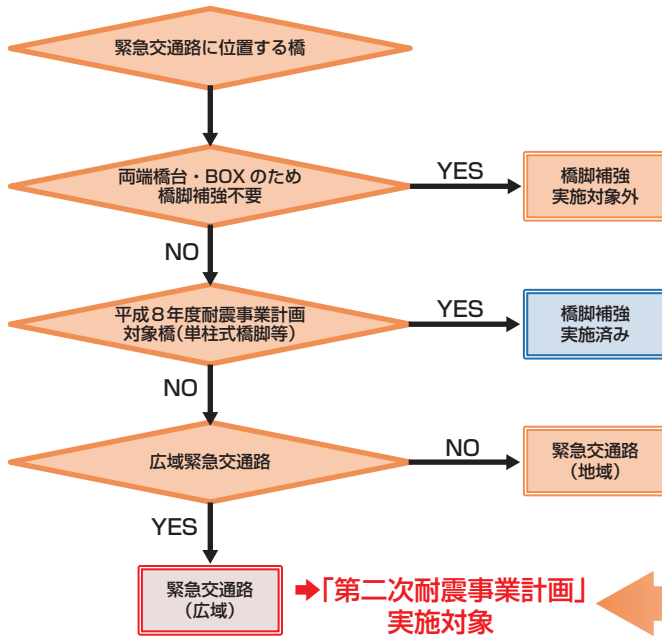 緊急交通路に位置する橋
両端橋台・BOX のため
橋脚補強不要
YES
橋脚補強
実施対象外
NO
平成8年度耐震事業計画
対象橋(単柱式橋脚等)
YES
橋脚補強
実施済み
NO
広域緊急交通路
NO
緊急交通路
(地域)
YES
緊急交通路
(広域)
➡「第二次耐震事業計画」
実施対象